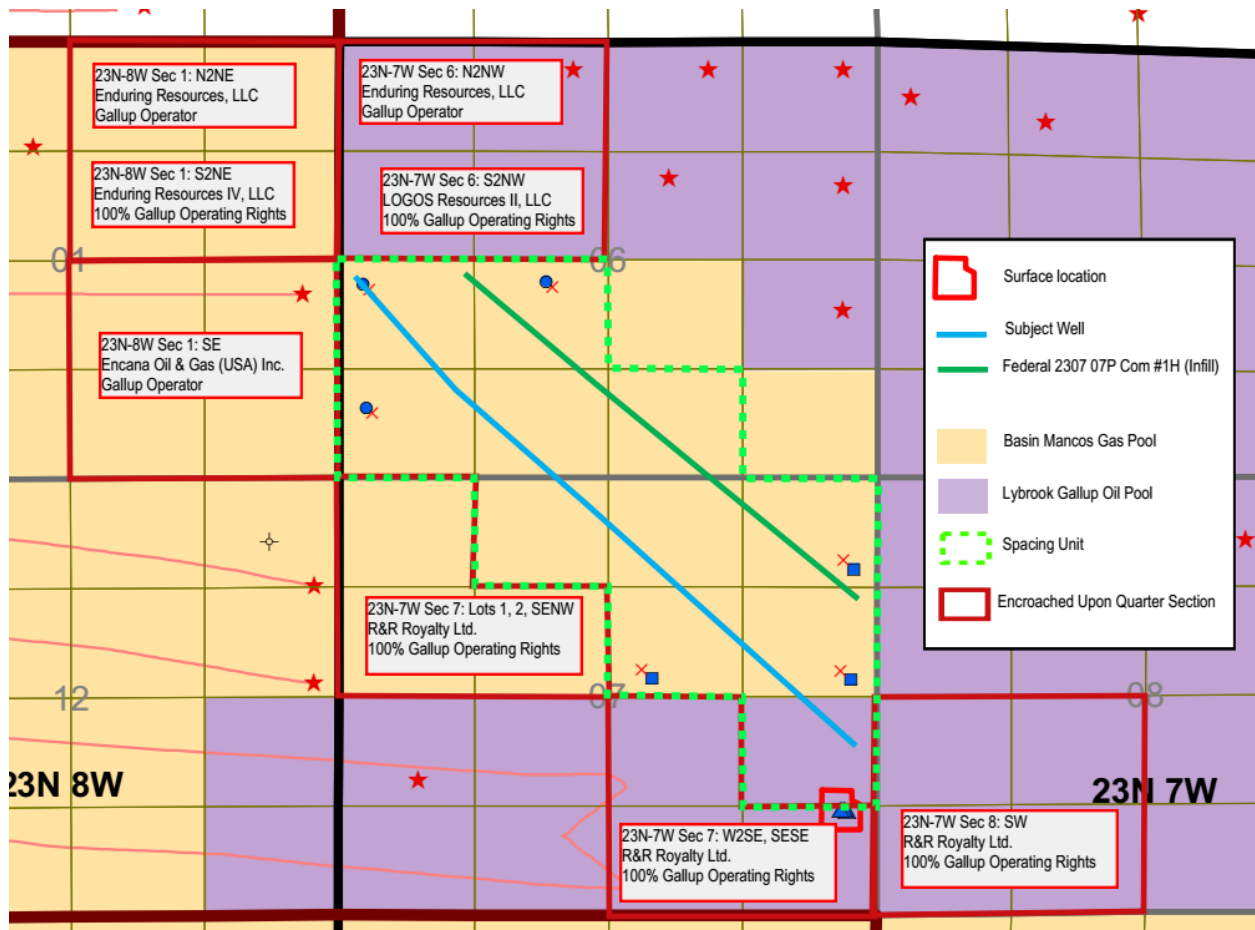 23N-8W Sec 1: N2NE
Enduring Resources, LLC
Gallup Operator
23N-7W Sec 6: N2NW
Enduring Resources, LLC
Gallup Operator
23N-8W Sec 1: S2NE
Enduring Resources IV, LLC
100% Gallup Operating Rights
23N-7W Sec 6: S2NW
LOGOS Resources II, LLC
100% Gallup Operating Rights
01
06
23N-8W Sec 1: SE
Encana Oil & Gas (USA) Inc.
Gallup Operator
Surface location
Subject Well
Federal 2307 07P Com #1H (Infill)
Basin Mancos Gas Pool
Lybrook Gallup Oil Pool
Spacing Unit
Encroached Upon Quarter Section
23N-7W Sec 7: Lots 1, 2, SENW
R&R Royalty Ltd.
100% Gallup Operating Rights
12
07
08
23N 8W
23N 7W
23N-7W Sec 7: W2SE, SESE
R&R Royalty Ltd.
100% Gallup Operating Rights
23N-7W Sec 8: SW
R&R Royalty Ltd.
100% Gallup Operating Rights